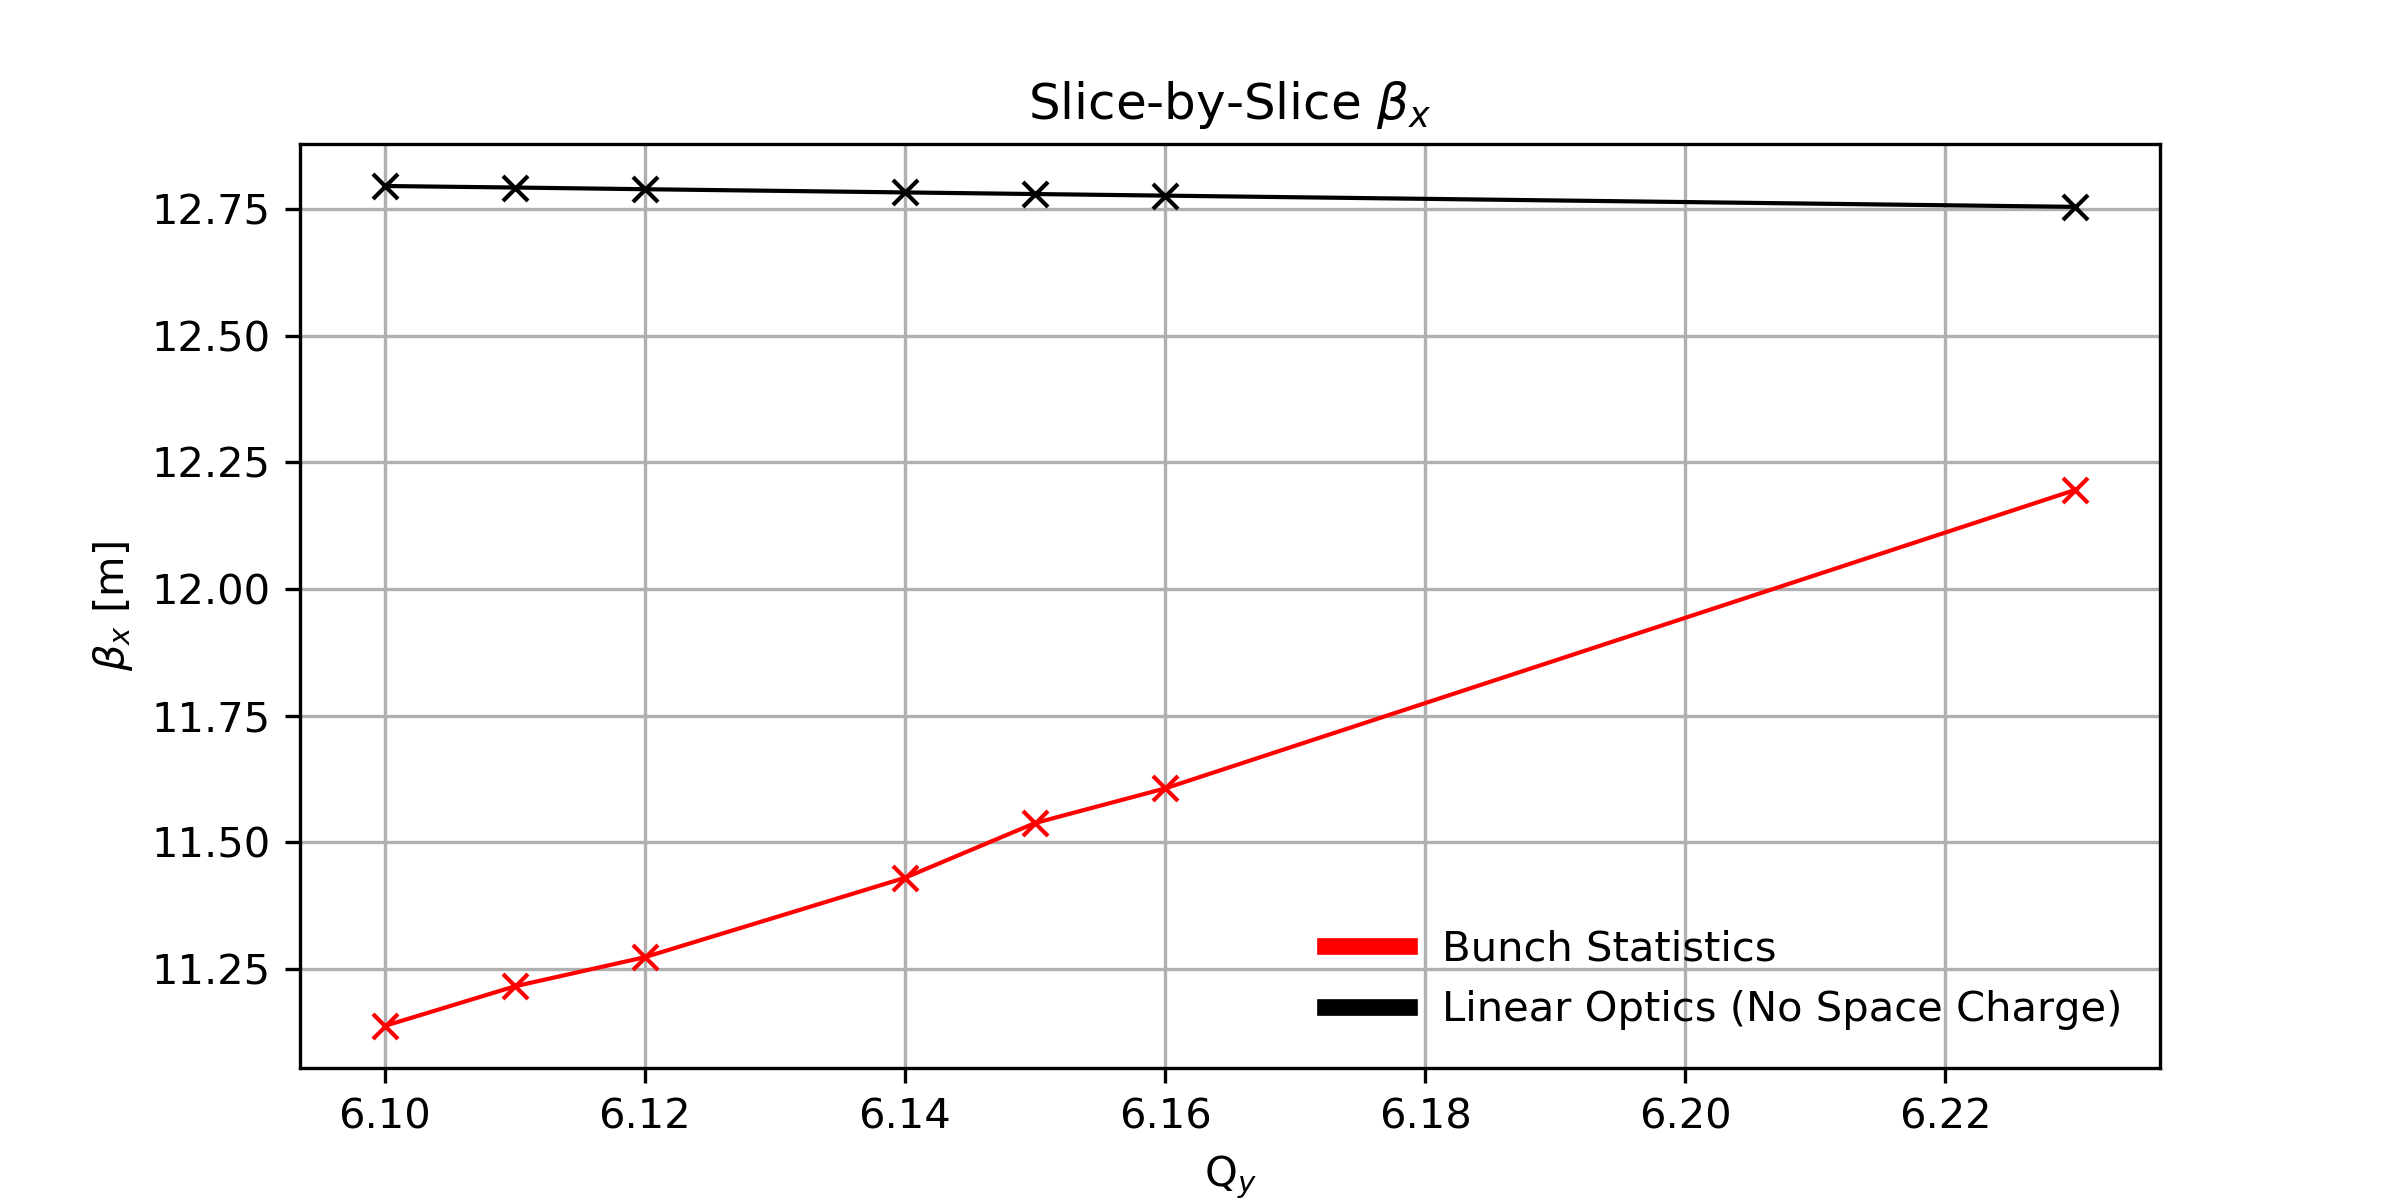 Slice-by-Slice βx
βx [m]
12.75
12.50
12.25
12.00
11.75
11.50
11.25
Bunch Statistics
Linear Optics (No Space Charge)
6.10 6.12 6.14 6.16 6.18 6.20 6.22
Qy